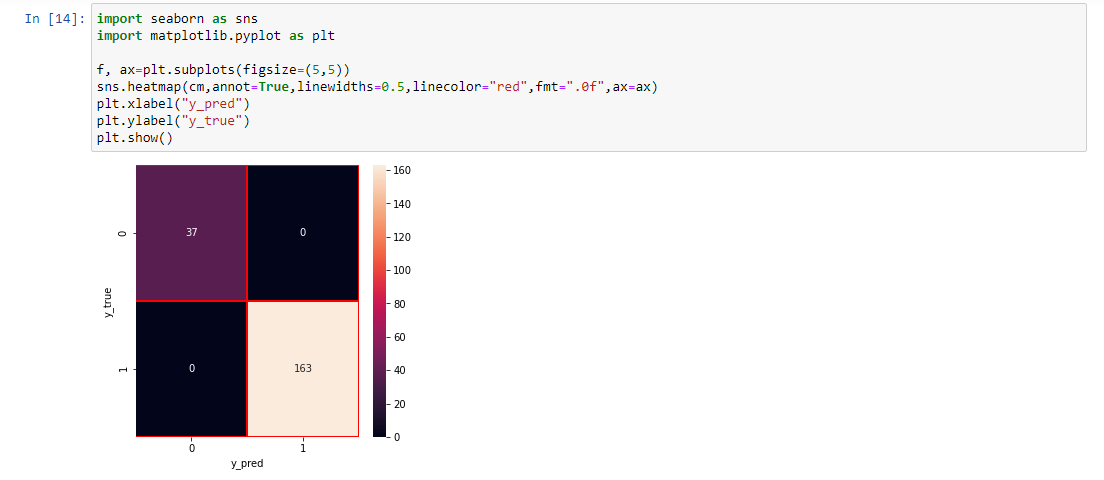 In [14]: import seaborn as sns
import matplotlib.pyplot as plt
f, ax=plt.subplots(figsize=(5,5))
sns.heatmap(cm,annot=True,linewidths=0.5,linecolor="red",fmt=".0f",ax=ax)
plt.xlabel("y_pred")
plt.ylabel("y_true")
plt.show()
160
140
120
100
80
60
40
20
0
37 0
0 163
0
1
y_true
0 1
y_pred